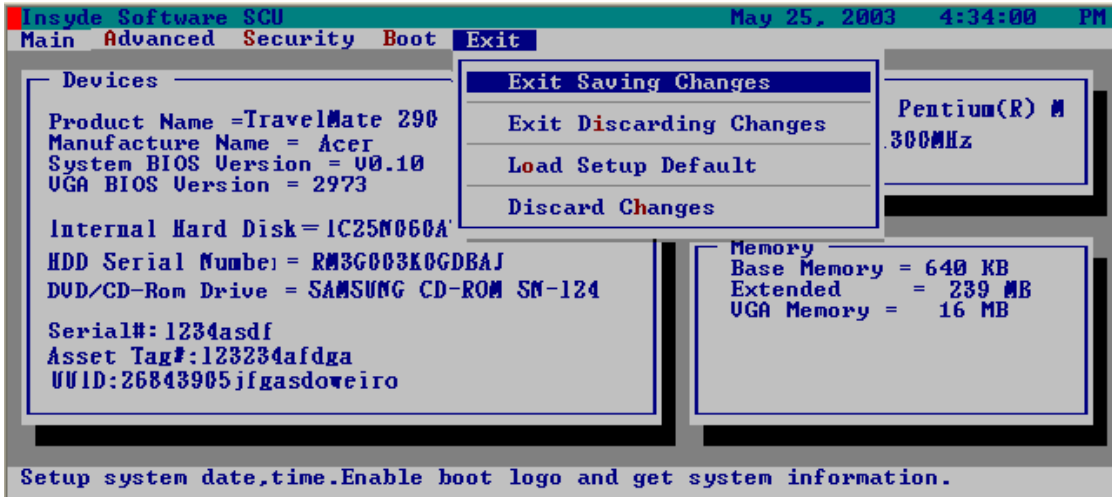 Insyde Software SCU May 25, 2003 4:34:00 PM
Main Advanced Security Boot Exit
Exit Saving Changes
Exit Discarding Changes
Load Setup Default
Discard Changes
Devices
Product Name =TravelMate 290
Manufacture Name = Acer
System BIOS Version = V0.10
VGA BIOS Version = 2973
Internal Hard Disk=
HDD Serial Number= RM3G003K0GDBAJ
DVD/CD-Rom Drive = SAMSUNG CD-ROM SN-124
Serial#:1234asdf
Asset Tag#:123234afdga
UUID:26843905jfgasdoweiro
Pentium(R) M
.300MHz
Memory
Base Memory = 640 KB
Extended = 239 MB
VGA Memory = 16 MB
Setup system date,time.Enable boot logo and get system information.